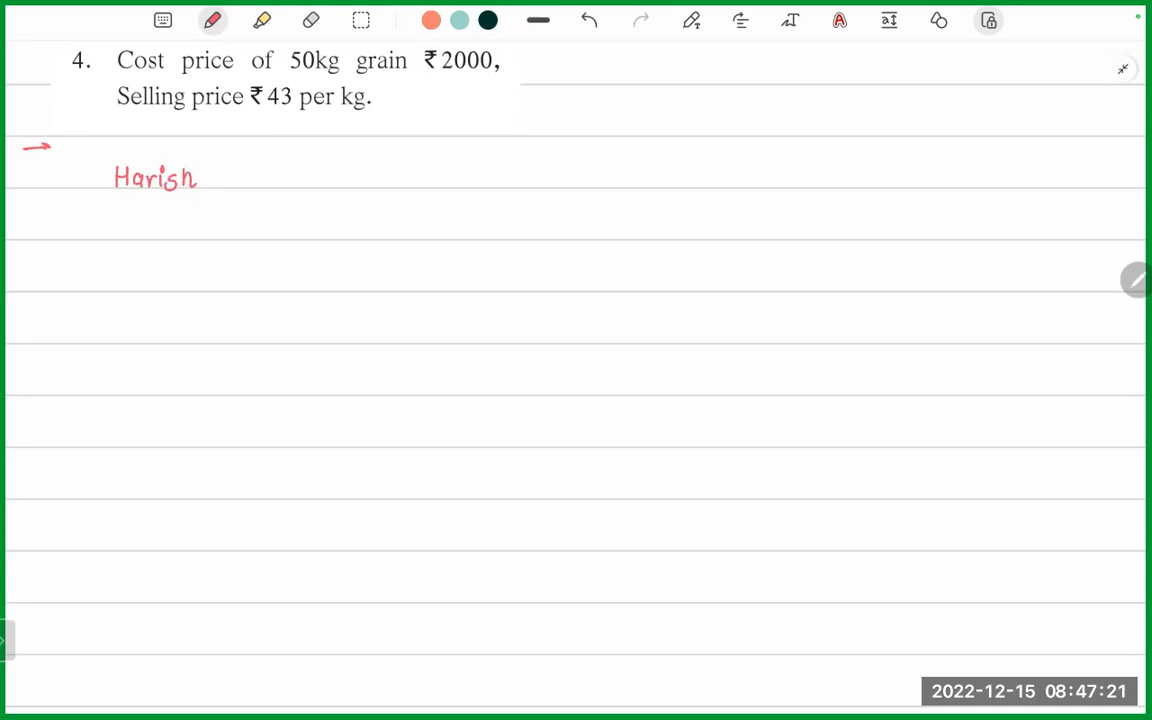 4. Cost price of 50kg grain ₹2000,
Selling price ₹43 per kg.
Harish
2022-12-15 08:47:21